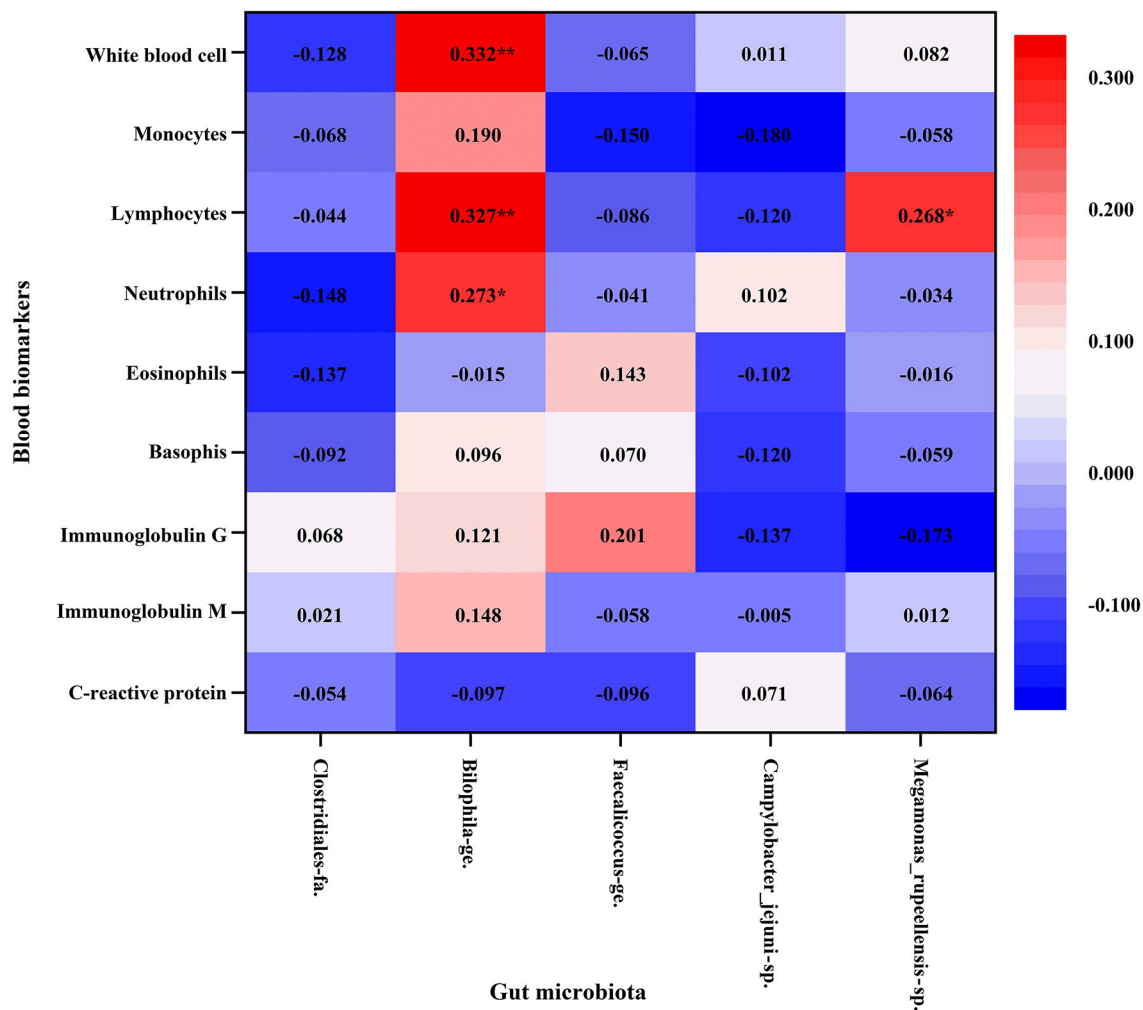 White blood cell -0.128 0.332** -0.065 0.011 0.082
Monocytes -0.068 0.190 -0.150 -0.180 -0.058
Lymphocytes -0.044 0.327** -0.086 -0.120 0.268*
Neutrophils -0.148 0.273* -0.041 0.102 -0.034
Eosinophils -0.137 -0.015 0.143 -0.102 -0.016
Basophis -0.092 0.096 0.070 -0.120 -0.059
Immunoglobulin G 0.068 0.121 0.201 -0.137 -0.173
Immunoglobulin M 0.021 0.148 -0.058 -0.005 0.012
C-reactive protein -0.054 -0.097 -0.096 0.071 -0.064
Blood biomarkers
Clostridiales-fa.
Bilophila-ge.
Faecalicoccus-ge.
Campylobacter_jejuni-sp.
Megamonas_rupeellensis-sp.
Gut microbiota
0.300
0.200
0.100
0.000
-0.100